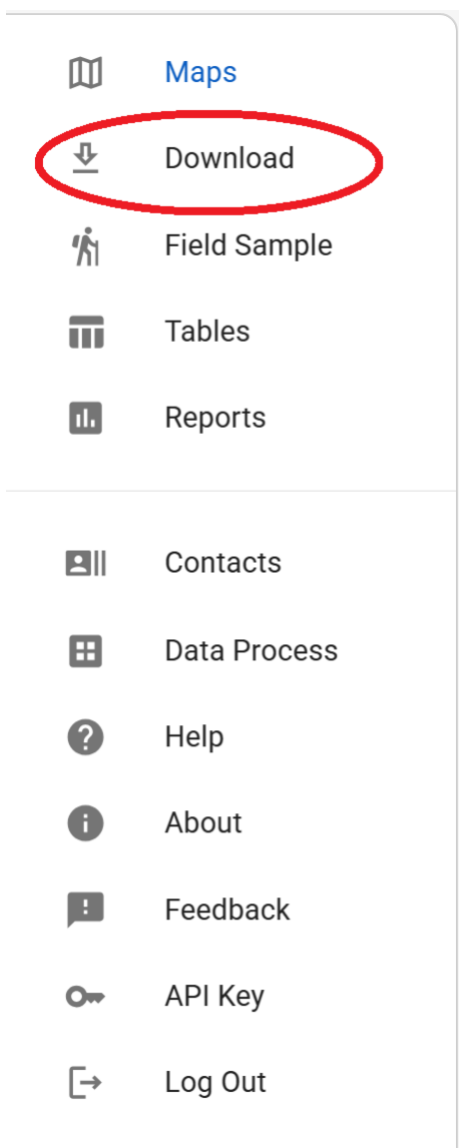 Maps
Download
Field Sample
Tables
Reports
Contacts
Data Process
Help
About
Feedback
API Key
Log Out